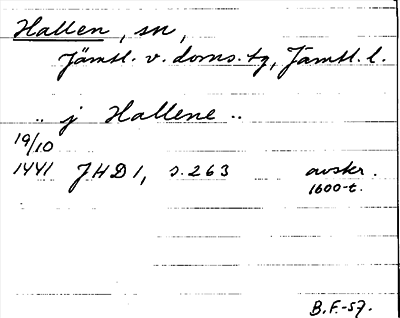 Hallen, sn,
Jämtl. v. doms. tg, Jämtl. l.
.. j Hallene ..
19/10
1441 JHD 1, s. 263 avskr.
1600-t.
B.F.-57.